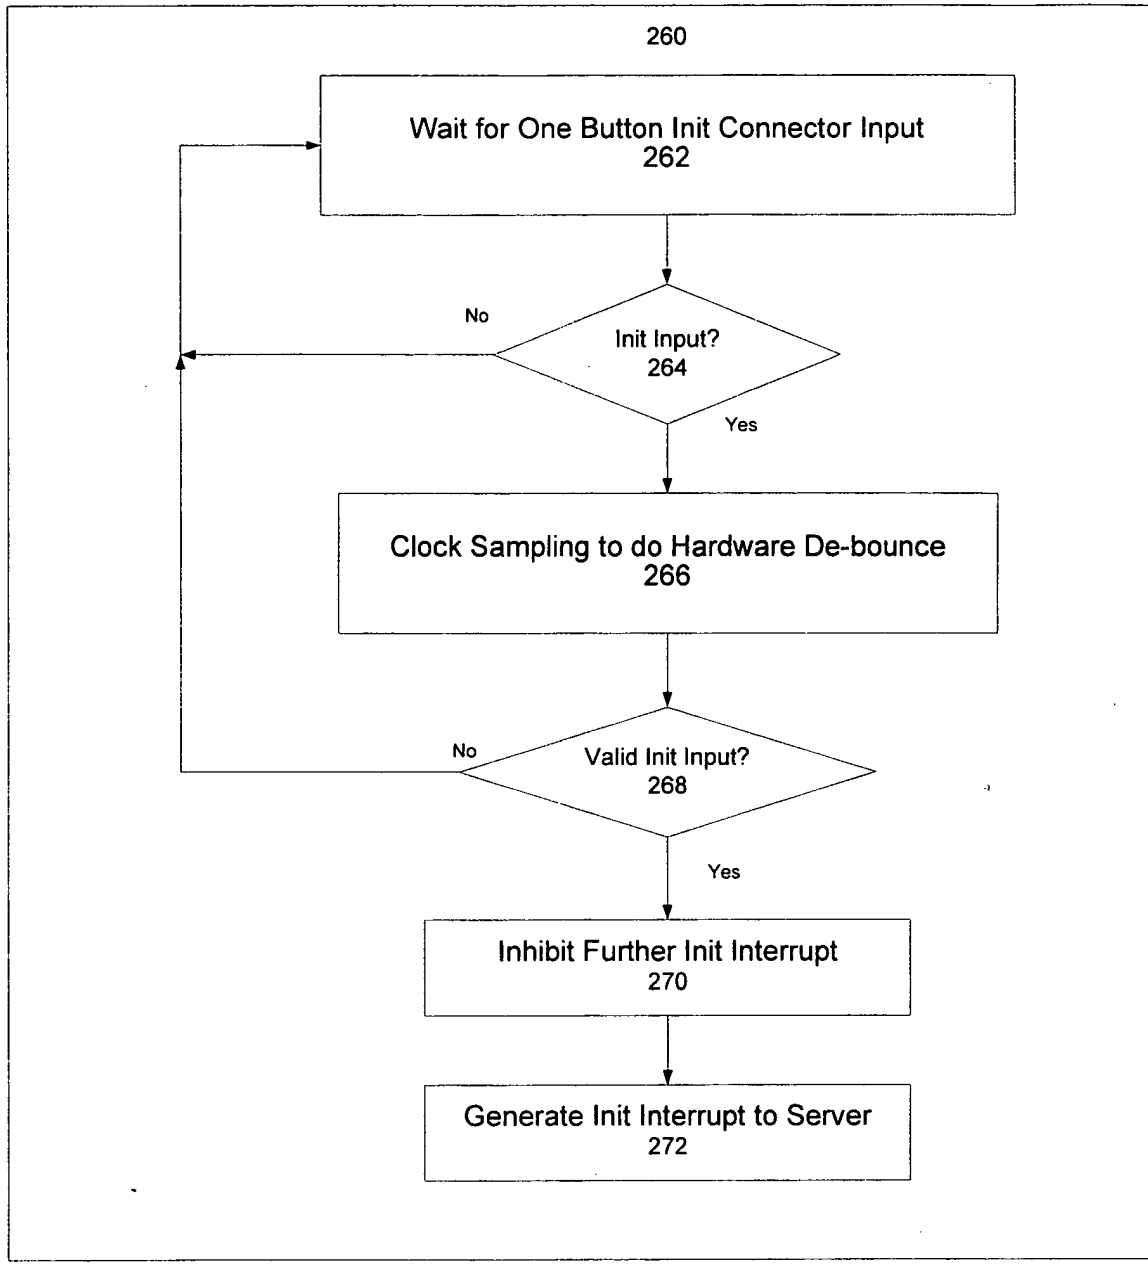 260
Wait for One Button Init Connector Input
262
No
Init Input?
264
Yes
Clock Sampling to do Hardware De-bounce
266
No
Valid Init Input?
268
Yes
Inhibit Further Init Interrupt
270
Generate Init Interrupt to Server
272